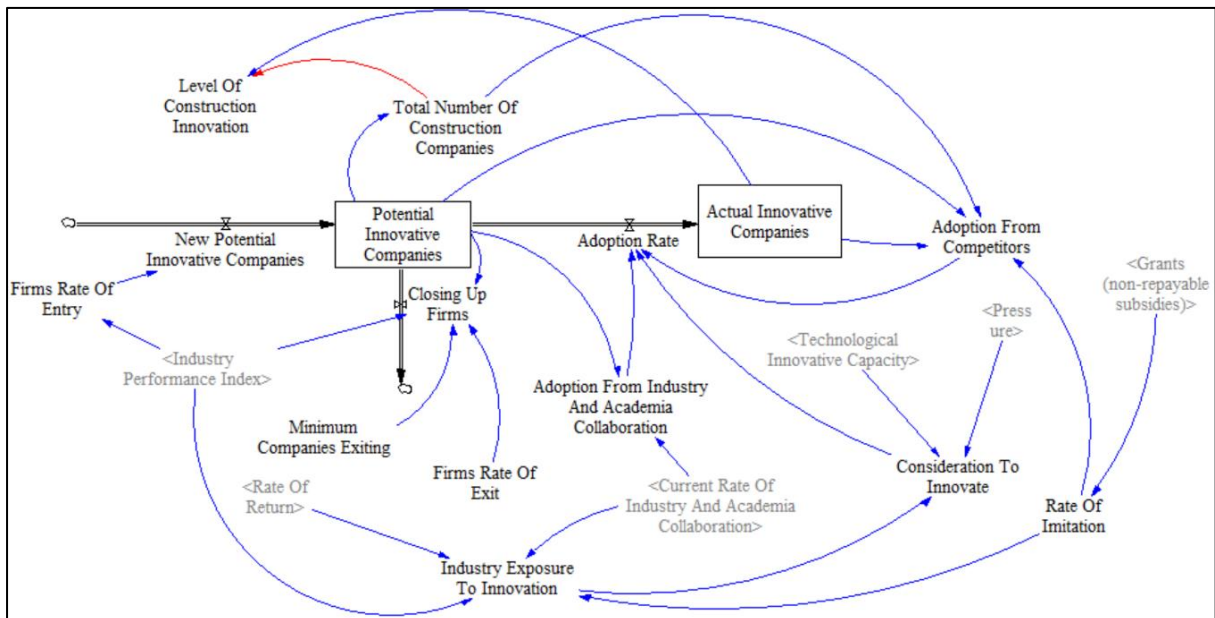 Level Of
Construction
Innovation
Total Number Of
Construction
Companies
Potential
Innovative
Companies
Actual Innovative
Companies
New Potential
Innovative Companies
Adoption Rate
Adoption From
Competitors
<Grants
(non-repayable
subsidies)>
Firms Rate Of
Entry
Closing Up
Firms
<Press
ure>
<Technological
Innovative Capacity>
<Industry
Performance Index>
Adoption From Industry
And Academia
Collaboration
Minimum
Companies Exiting
Firms Rate Of
Exit
Consideration To
Innovate
<Rate Of
Return>
<Current Rate Of
Industry And Academia
Collaboration>
Rate Of
Imitation
Industry Exposure
To Innovation